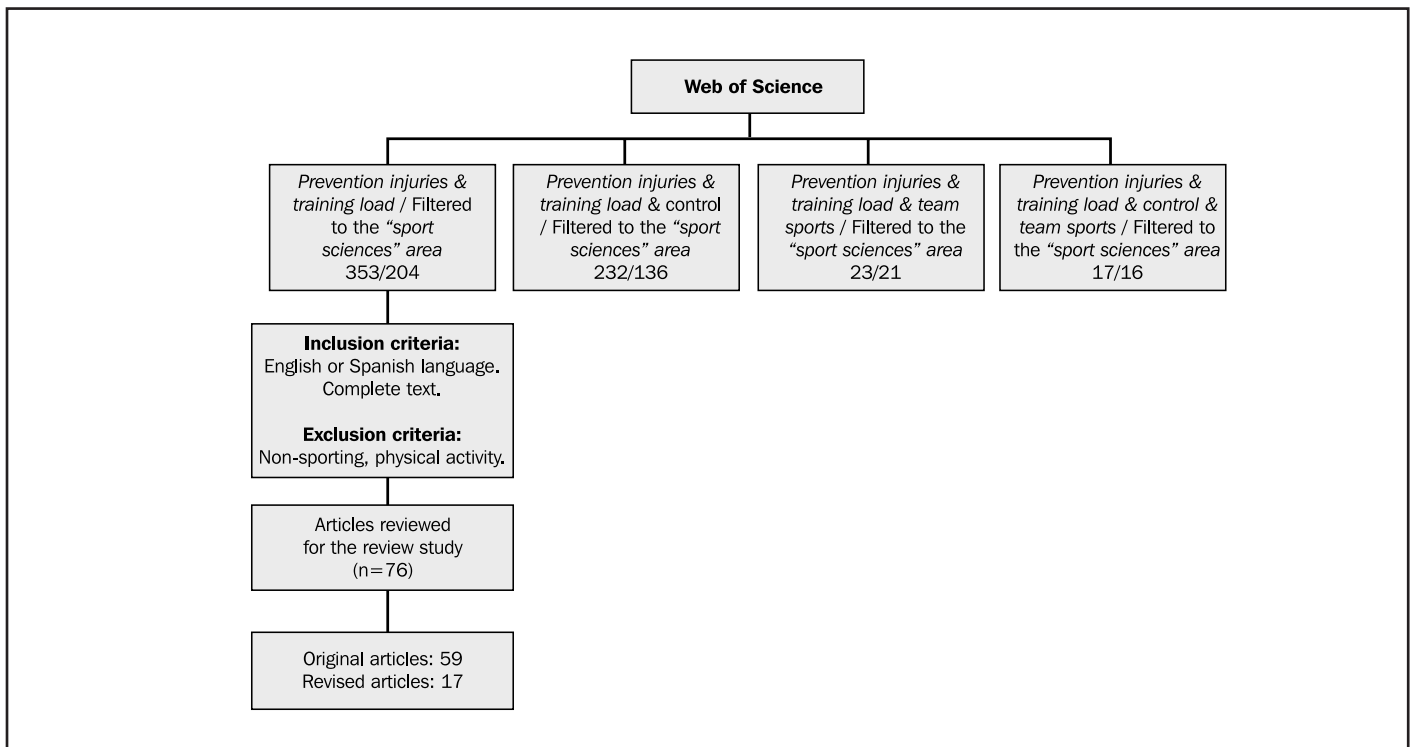 Web of Science
Prevention injuries &
training load / Filtered
to the “sport
sciences” area
353/204
Prevention injuries &
training load & control
/ Filtered to the “sport
sciences” area
232/136
Prevention injuries &
training load & team
sports / Filtered to the
“sport sciences” area
23/21
Prevention injuries &
training load & control &
team sports / Filtered to
the “sport sciences” area
17/16
Inclusion criteria:
English or Spanish language.
Complete text.
Exclusion criteria:
Non-sporting, physical activity.
Articles reviewed
for the review study
(n=76)
Original articles: 59
Revised articles: 17